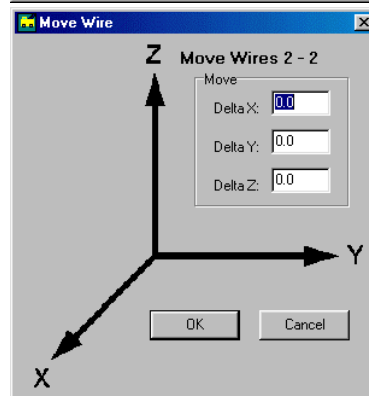 Move Wire
Z
Move Wires 2 - 2
Move
Delta X: 0.0
Delta Y: 0.0
Delta Z: 0.0
Y
OK
Cancel
X